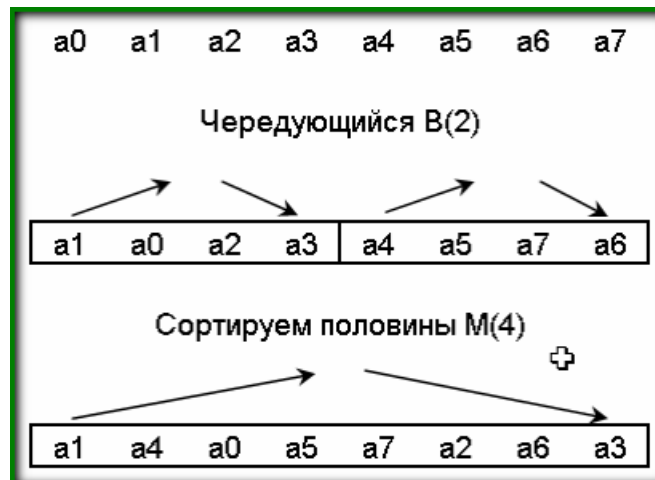 a0 a1 a2 a3 a4 a5 a6 a7
Чередующийся B(2)
a1 a0 a2 a3 a4 a5 a7 a6
Сортируем половины M(4)
a1 a4 a0 a5 a7 a2 a6 a3